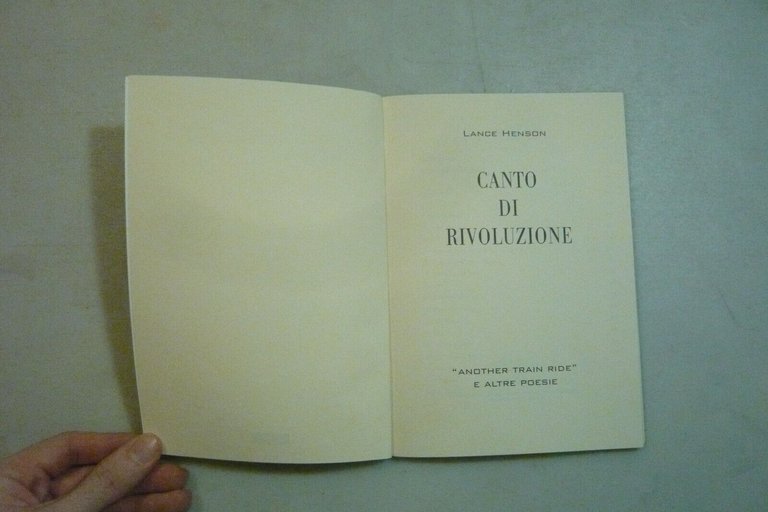 LANCE HENSON
CANTO
DI
RIVOLUZIONE
“ANOTHER TRAIN RIDE”
E ALTRE POESIE